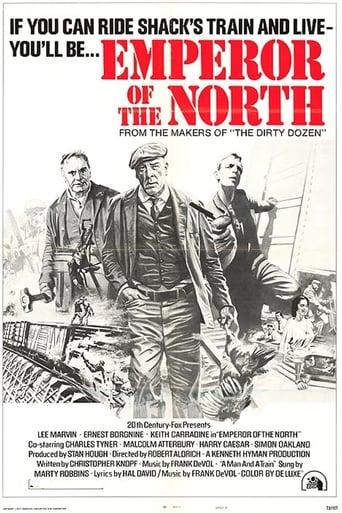 IF YOU CAN RIDE SHACK'S TRAIN AND LIVE-
YOU'LL BE... EMPEROR
OF THE NORTH
FROM THE MAKERS OF "THE DIRTY DOZEN"
20th Century-Fox Presents
LEE MARVIN · ERNEST BORGNINE · KEITH CARRADINE in "EMPEROR OF THE NORTH"
Co-starring CHARLES TYNER · MALCOLM ATTERBURY · HARRY CAESAR · SIMON OAKLAND
Produced by STAN HOUGH · Directed by ROBERT ALDRICH · A KENNETH HYMAN PRODUCTION
Written by CHRISTOPHER KNOPF · Music by FRANK DeVOL · "A Man And A Train" Sung by
MARTY ROBBINS · Lyrics by HAL DAVID / Music by FRANK DeVOL · COLOR BY DE LUXE®